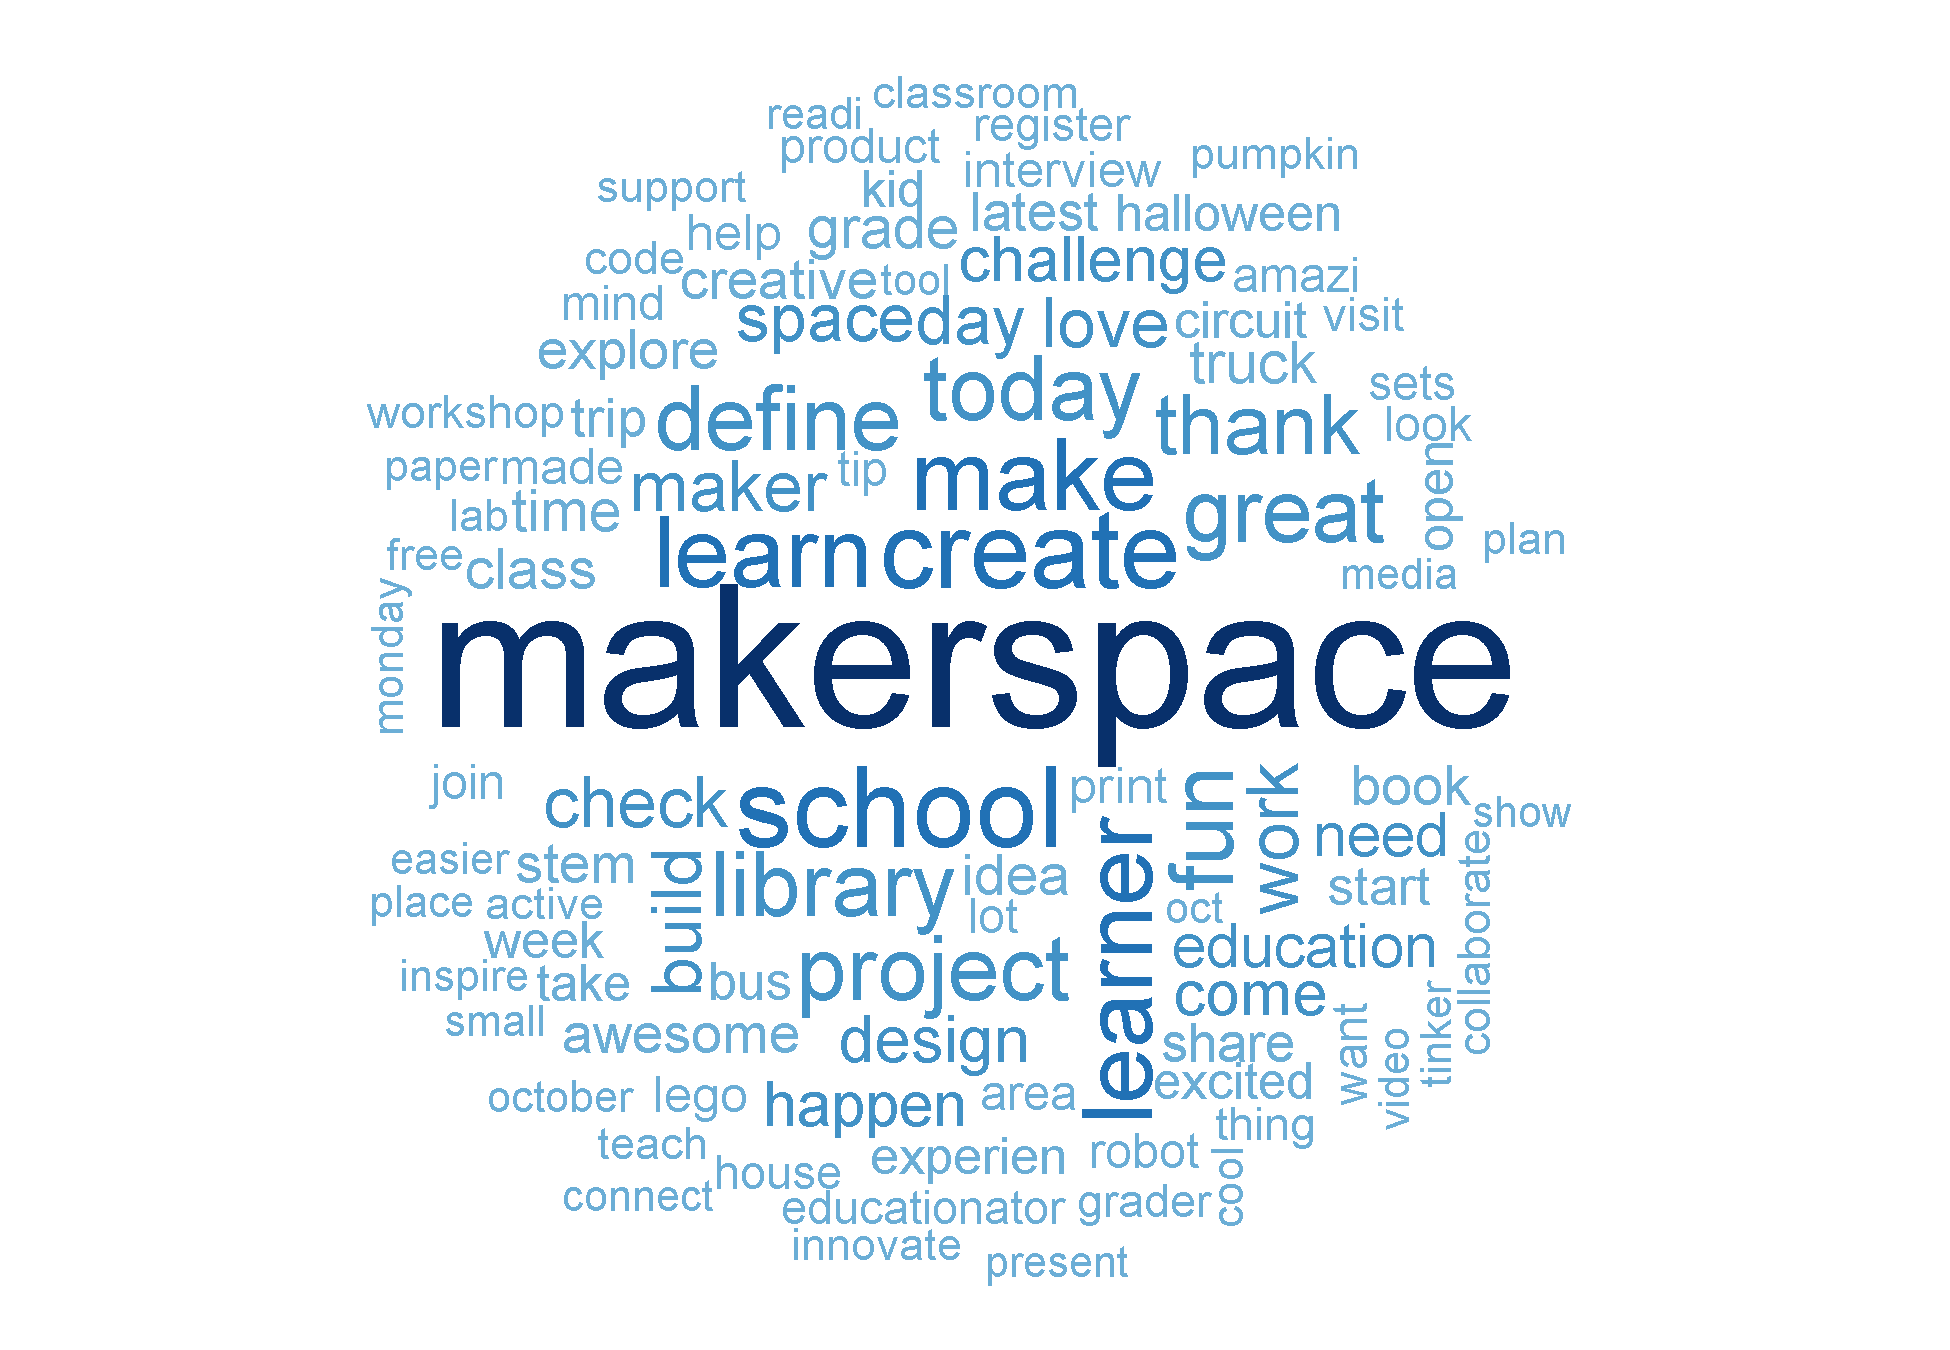 classroom
readi
register
product
interview
pumpkin
support
kid
latest halloween
help
grade
code
challenge
creative
tool
amazi
mind
space
day
love
circuit
visit
explore
truck
today
sets
workshop
trip
define
thank
look
paper
made
maker
tip
make
open
lab
time
great
plan
free
class
learn
create
media
monday
makerspace
join
check
school
print
fun
work
book
show
need
easier
stem
build
library
idea
learner
start
collaborate
place
active
lot
oct
week
education
inspire
take
bus
project
come
small
awesome
design
share
want
video
tinker
october
lego
happen
area
excited
thing
teach
house
experien
robot
cool
connect
educationator
grader
innovate
present